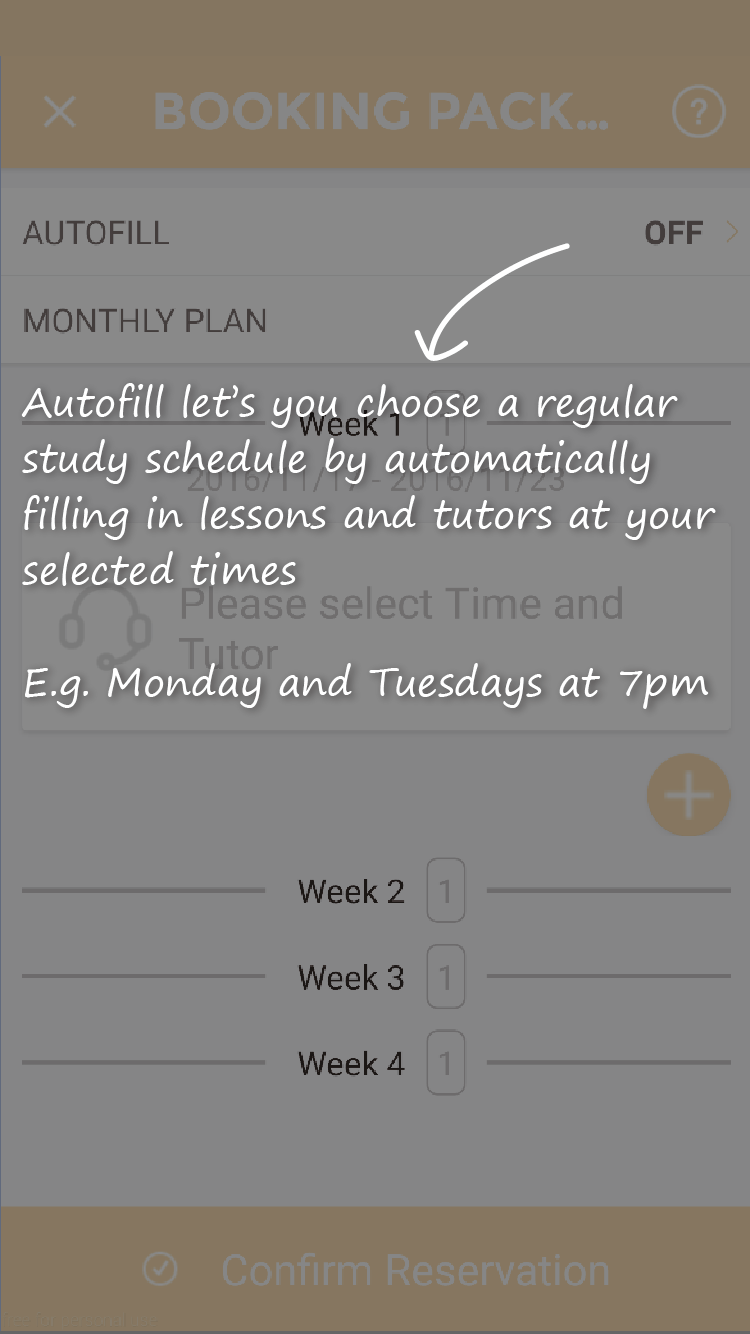 BOOKING PACK...
?
AUTOFILL OFF
MONTHLY PLAN
Autofill let's you choose a regular
study schedule by automatically
filling in lessons and tutors at your
selected times
E.g. Monday and Tuesdays at 7pm
Week 1 1
2016/11/17 - 2016/11/23
Please select Time and
Tutor
Week 2 1
Week 3 1
Week 4 1
Confirm Reservation